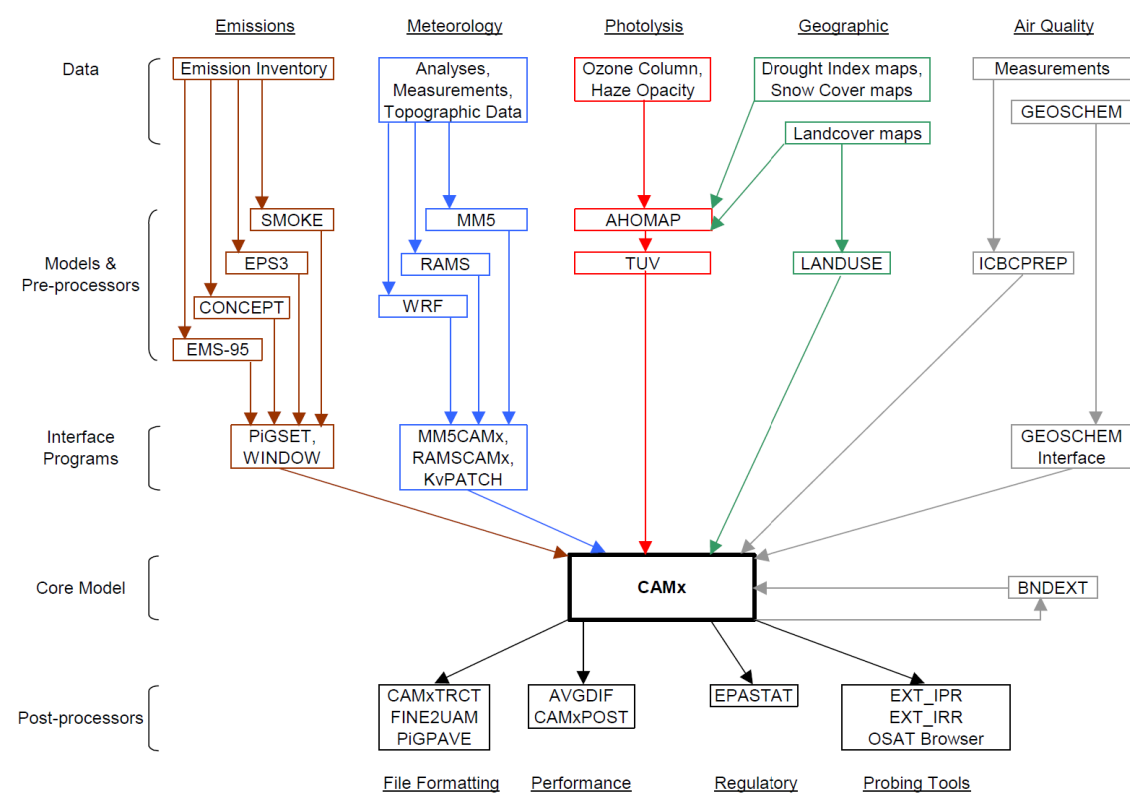 Emissions
Meteorology
Photolysis
Geographic
Air Quality
Data
Emission Inventory
Analyses,
Measurements,
Topographic Data
Ozone Column,
Haze Opacity
Drought Index maps,
Snow Cover maps
Landcover maps
Measurements
GEOSCHEM
Models &
Pre-processors
SMOKE
EPS3
CONCEPT
EMS-95
MM5
RAMS
WRF
AHOMAP
TUV
LANDUSE
ICBCPREP
Interface
Programs
PiGSET,
WINDOW
MM5CAMx,
RAMSCAMx,
KvPATCH
GEOSCHEM
Interface
Core Model
CAMx
BNDEXT
Post-processors
CAMxTRCT
FINE2UAM
PiGPAVE
AVGDIF
CAMxPOST
EPASTAT
EXT_IPR
EXT_IRR
OSAT Browser
File Formatting
Performance
Regulatory
Probing Tools